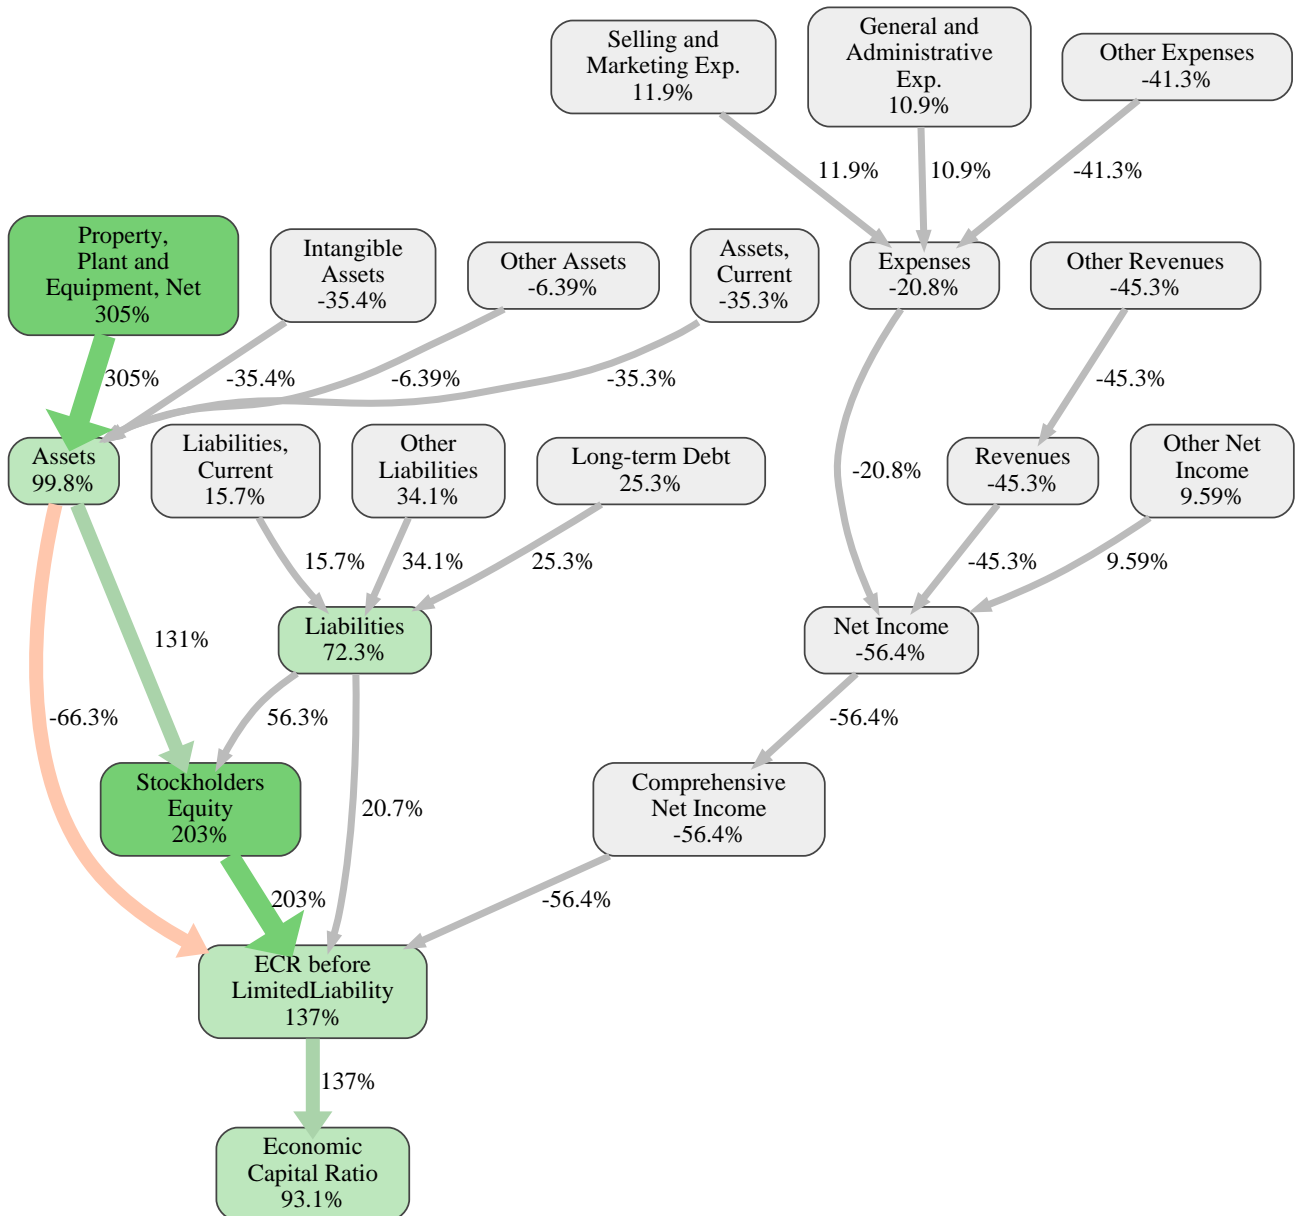 Selling and
Marketing Exp.
11.9%
General and
Administrative
Exp.
10.9%
Other Expenses
-41.3%
11.9%
10.9%
-41.3%
Property,
Plant and
Equipment, Net
305%
Intangible
Assets
-35.4%
Other Assets
-6.39%
Assets,
Current
-35.3%
Expenses
-20.8%
Other Revenues
-45.3%
305%
-35.4%
-6.39%
-35.3%
-45.3%
Assets
99.8%
Liabilities,
Current
15.7%
Other
Liabilities
34.1%
Long-term Debt
25.3%
-20.8%
Revenues
-45.3%
Other Net
Income
9.59%
15.7%
34.1%
25.3%
-45.3%
9.59%
131%
Liabilities
72.3%
Net Income
-56.4%
-66.3%
56.3%
-56.4%
Stockholders
Equity
203%
20.7%
Comprehensive
Net Income
-56.4%
203%
-56.4%
ECR before
LimitedLiability
137%
137%
Economic
Capital Ratio
93.1%